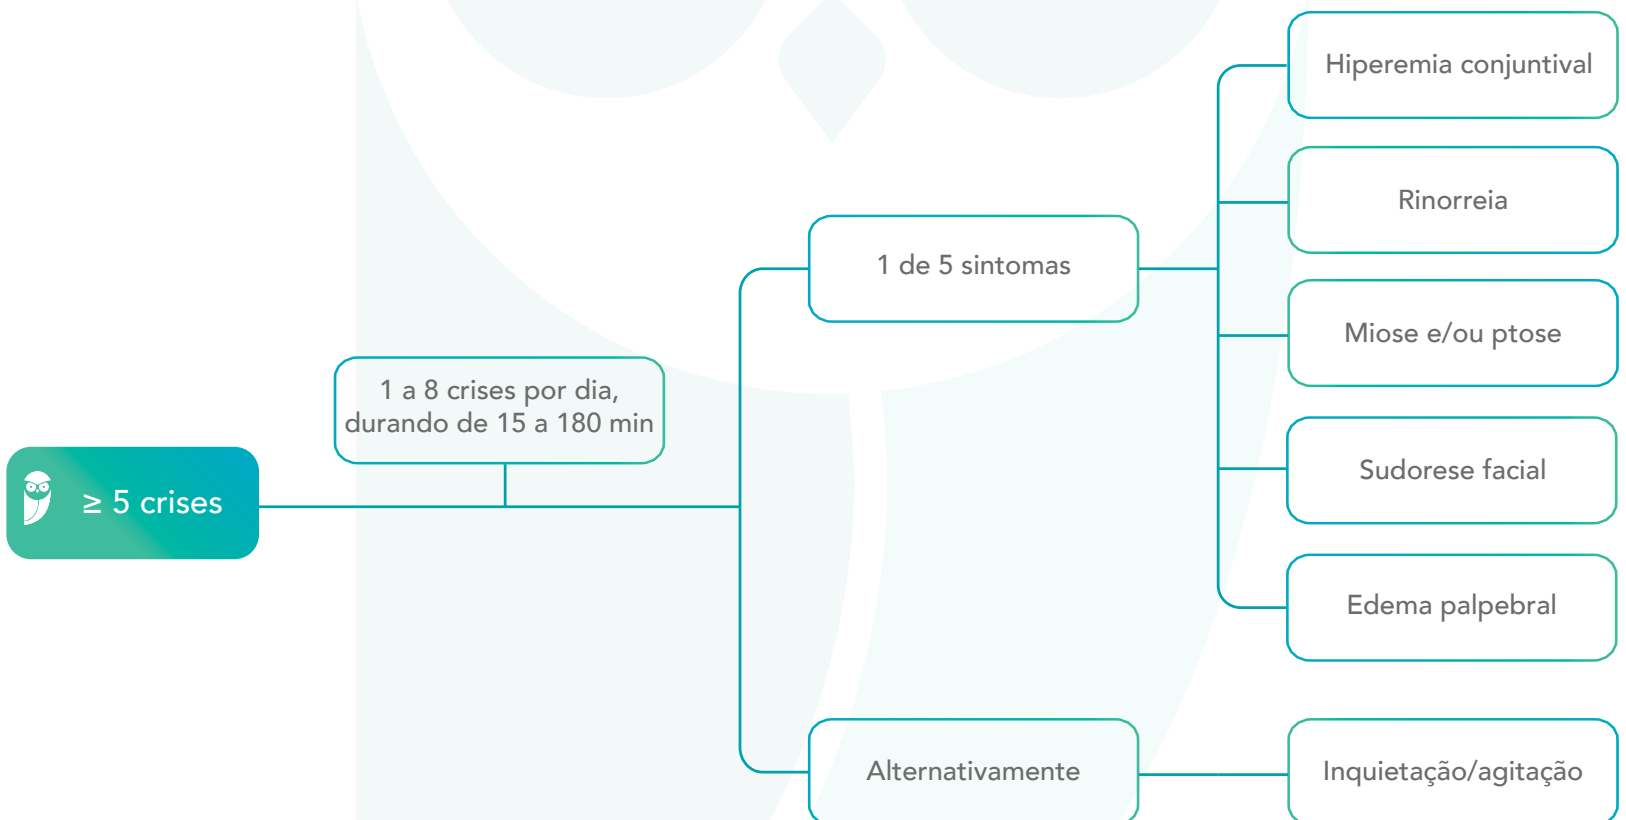 ≥ 5 crises
1 a 8 crises por dia,
durando de 15 a 180 min
1 de 5 sintomas
Hiperemia conjuntival
Rinorreia
Miose e/ou ptose
Sudorese facial
Edema palpebral
Alternativamente
Inquietação/agitação